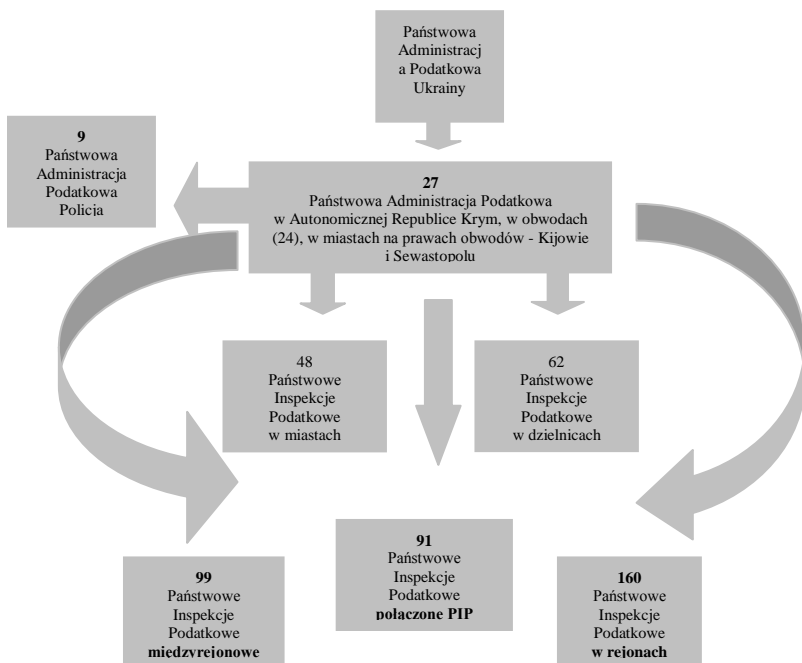 Państwowa
Administracj
a Podatkowa
Ukrainy
9
Państwowa
Administracja
Podatkowa
Policja
27
Państwowa Administracja Podatkowa
w Autonomicznej Republice Krym, w obwodach
(24), w miastach na prawach obwodów - Kijowie
i Sewastopolu
48
Państwowe
Inspekcje
Podatkowe
w miastach
62
Państwowe
Inspekcje
Podatkowe
w dzielnicach
99
Państwowe
Inspekcje
Podatkowe
międzyrejonowe
91
Państwowe
Inspekcje
Podatkowe
połączone PIP
160
Państwowe
Inspekcje
Podatkowe
w rejonach